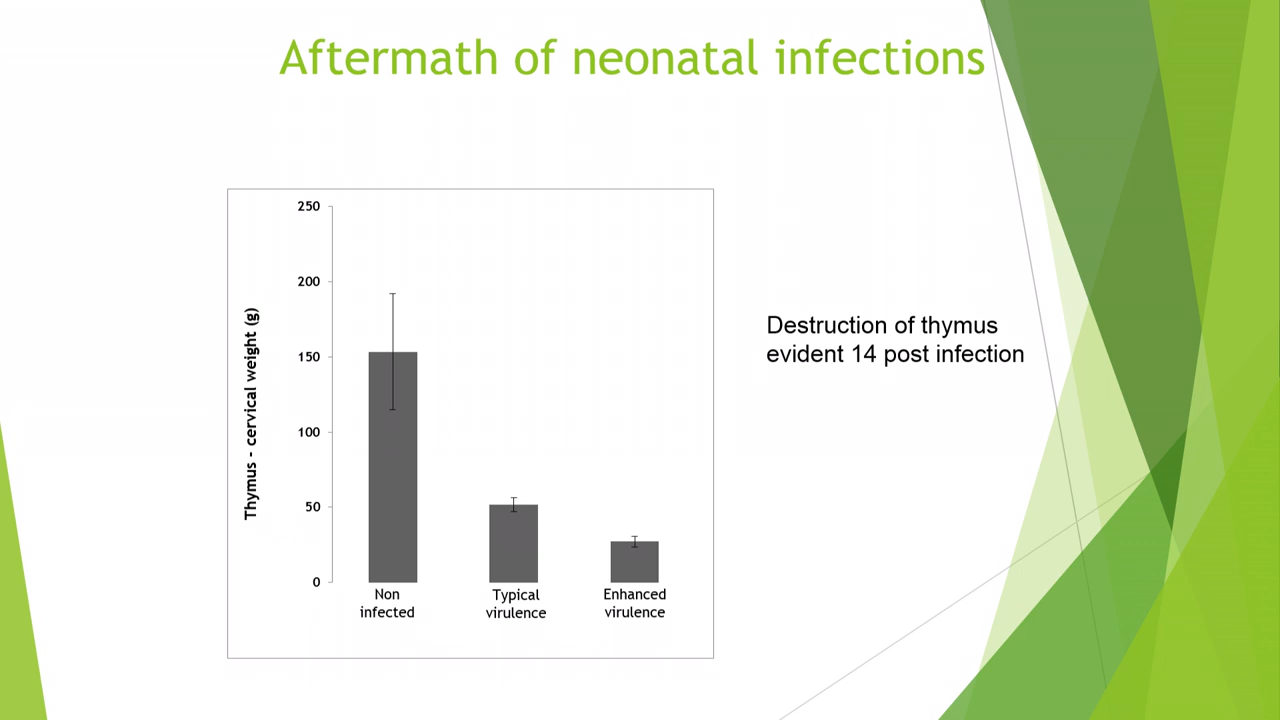 Aftermath of neonatal infections
250
200
150
100
50
0
Thymus - cervical weight (g)
Non
infected
Typical
virulence
Enhanced
virulence
Destruction of thymus
evident 14 post infection